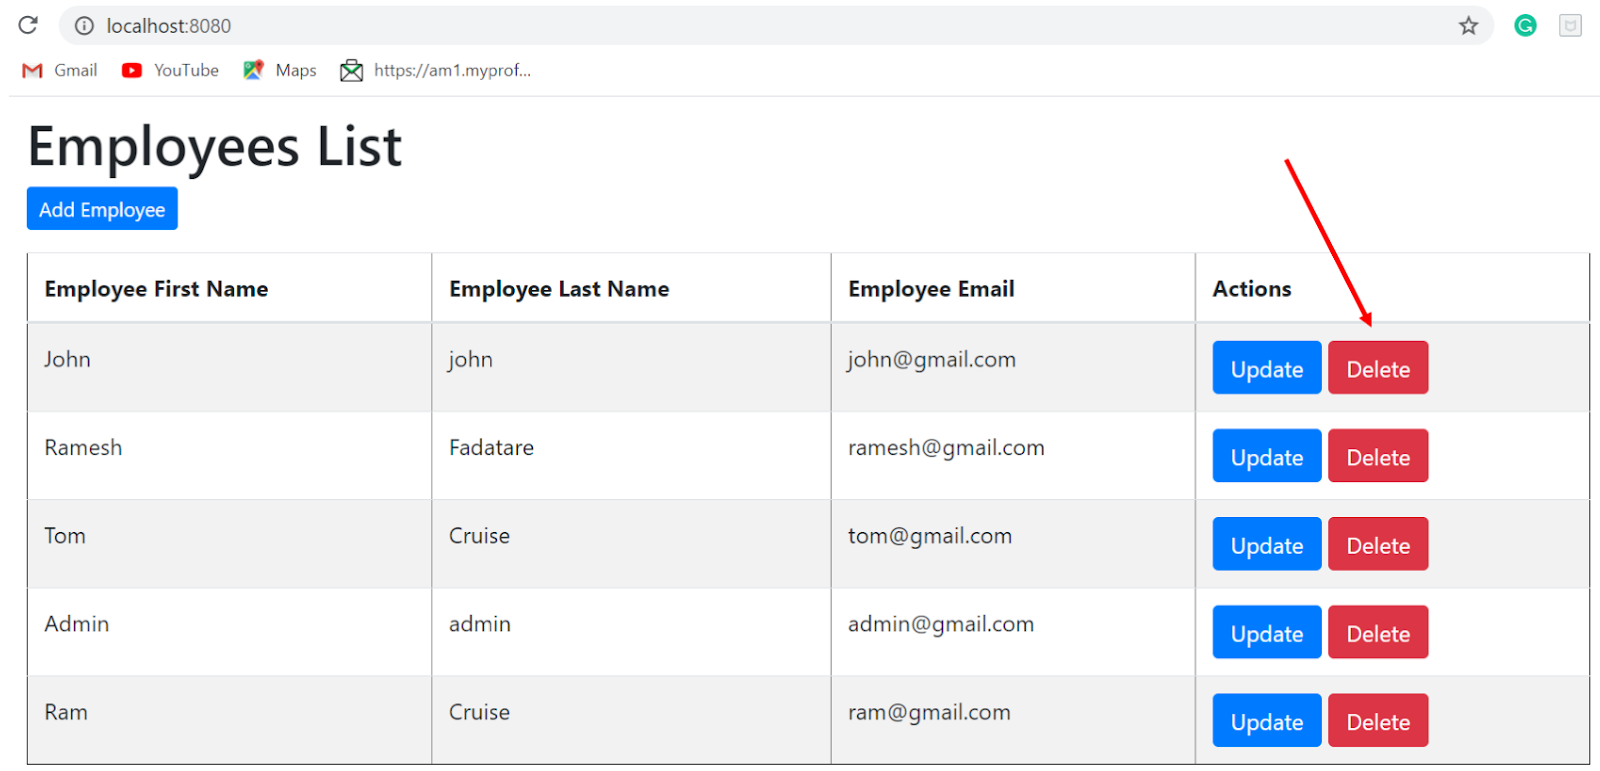 localhost:8080
Gmail YouTube Maps https://am1.myprof...
Employees List
Add Employee
Employee First Name Employee Last Name Employee Email Actions
John john john@gmail.com Update Delete
Ramesh Fadatare ramesh@gmail.com Update Delete
Tom Cruise tom@gmail.com Update Delete
Admin admin admin@gmail.com Update Delete
Ram Cruise ram@gmail.com Update Delete